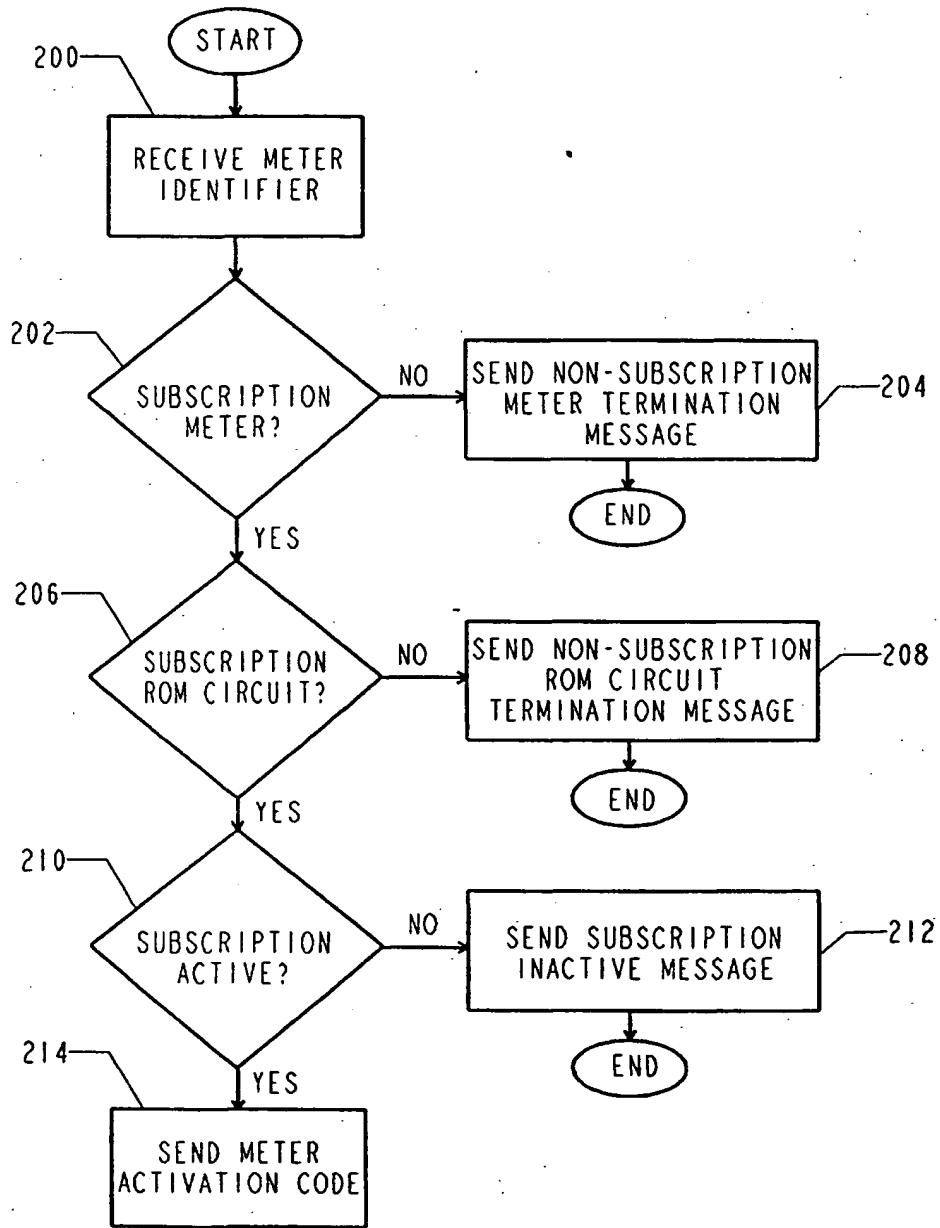 START
200
RECEIVE METER
IDENTIFIER
202
SUBSCRIPTION
METER?
NO
SEND NON-SUBSCRIPTION
METER TERMINATION
MESSAGE
204
END
YES
206
SUBSCRIPTION
ROM CIRCUIT?
NO
SEND NON-SUBSCRIPTION
ROM CIRCUIT
TERMINATION MESSAGE
208
END
YES
210
SUBSCRIPTION
ACTIVE?
NO
SEND SUBSCRIPTION
INACTIVE MESSAGE
212
END
YES
214
SEND METER
ACTIVATION CODE